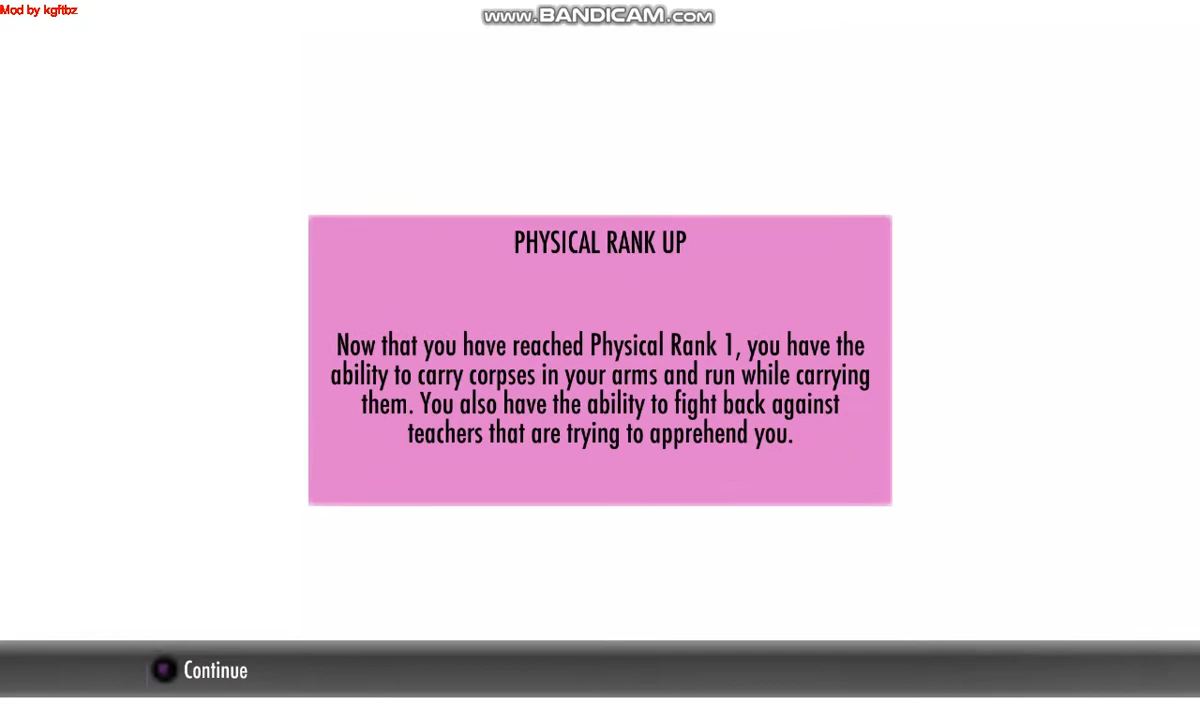 Mod by kgftbz
www.BANDICAM.com
PHYSICAL RANK UP
Now that you have reached Physical Rank 1, you have the
ability to carry corpses in your arms and run while carrying
them. You also have the ability to fight back against
teachers that are trying to apprehend you.
Continue